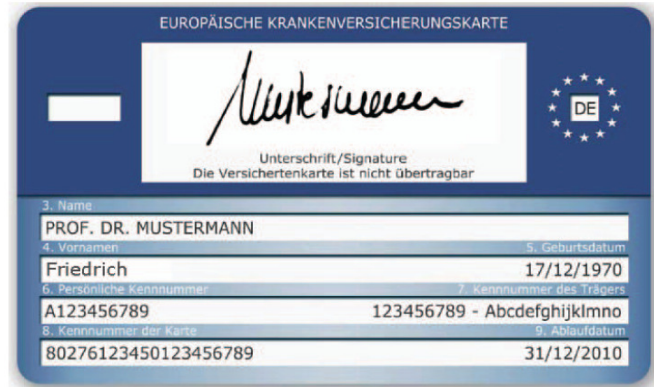 EUROPÄISCHE KRANKENVERSICHERUNGSKARTE
DE
Mustermann
Unterschrift/Signature
Die Versichertenkarte ist nicht übertragbar
3. Name
PROF. DR. MUSTERMANN
4. Vornamen 5. Geburtsdatum
Friedrich 17/12/1970
6. Persönliche Kennnummer 7. Kennnummer des Trägers
A123456789 123456789 - Abcdefghijklmno
8. Kennnummer der Karte 9. Ablaufdatum
80276123450123456789 31/12/2010